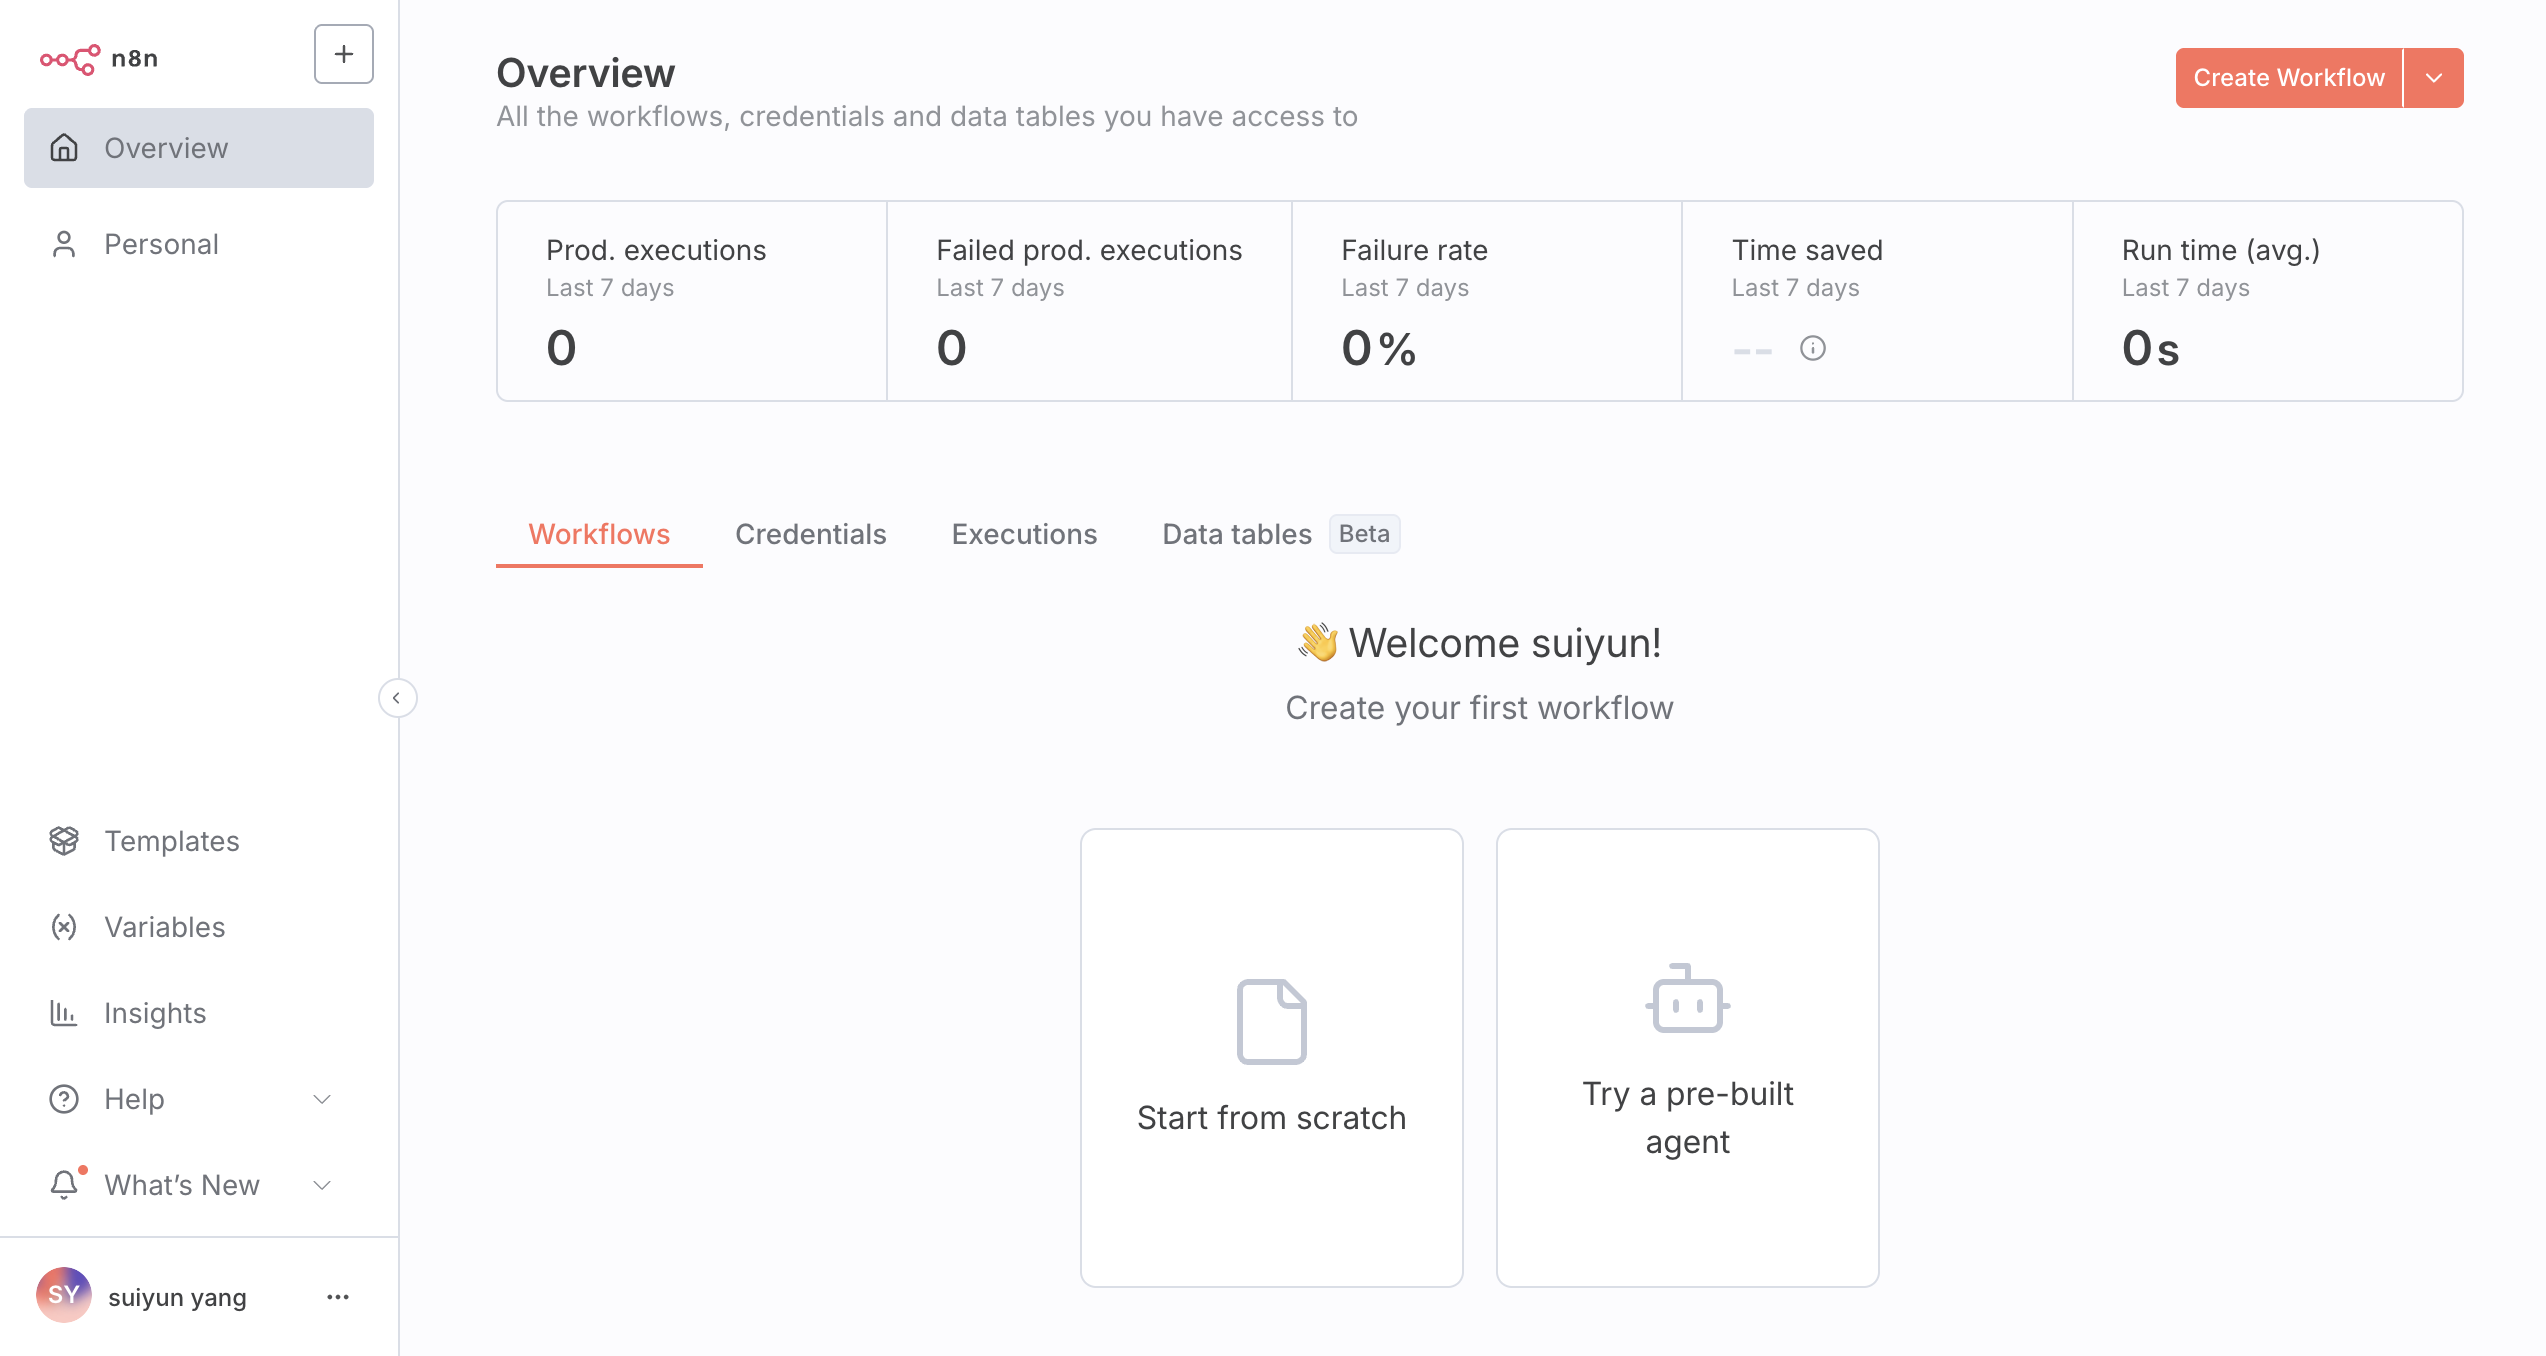 n8n
Overview
Personal
Templates
Variables
Insights
Help
What's New
SY
suiyun yang
Overview
All the workflows, credentials and data tables you have access to
Create Workflow
Prod. executions
Last 7 days
0
Failed prod. executions
Last 7 days
0
Failure rate
Last 7 days
0%
Time saved
Last 7 days
--
Run time (avg.)
Last 7 days
0s
Workflows
Credentials
Executions
Data tables
Beta
👋 Welcome suiyun!
Create your first workflow
Start from scratch
Try a pre-built
agent